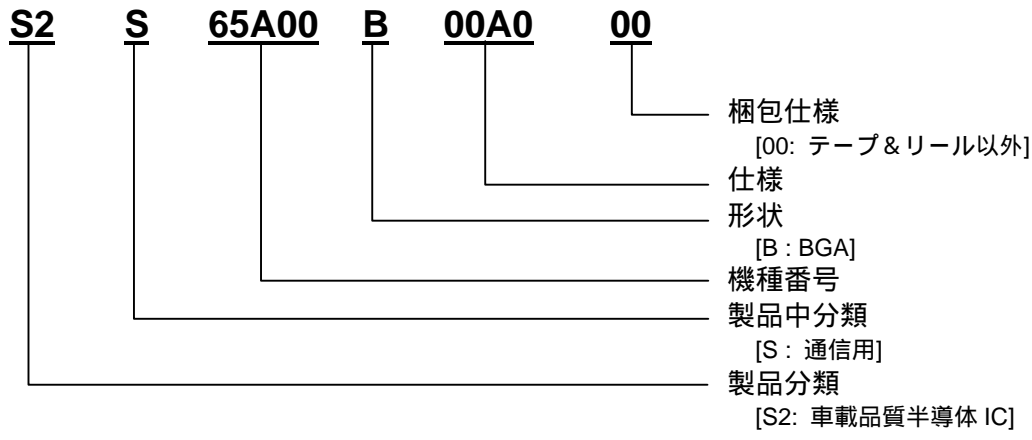 S2 S 65A00 B 00A0 00
梱包仕様
[00: テープ＆リール以外]
仕様
形状
[B : BGA]
機種番号
製品中分類
[S : 通信用]
製品分類
[S2: 車載品質半導体 IC]